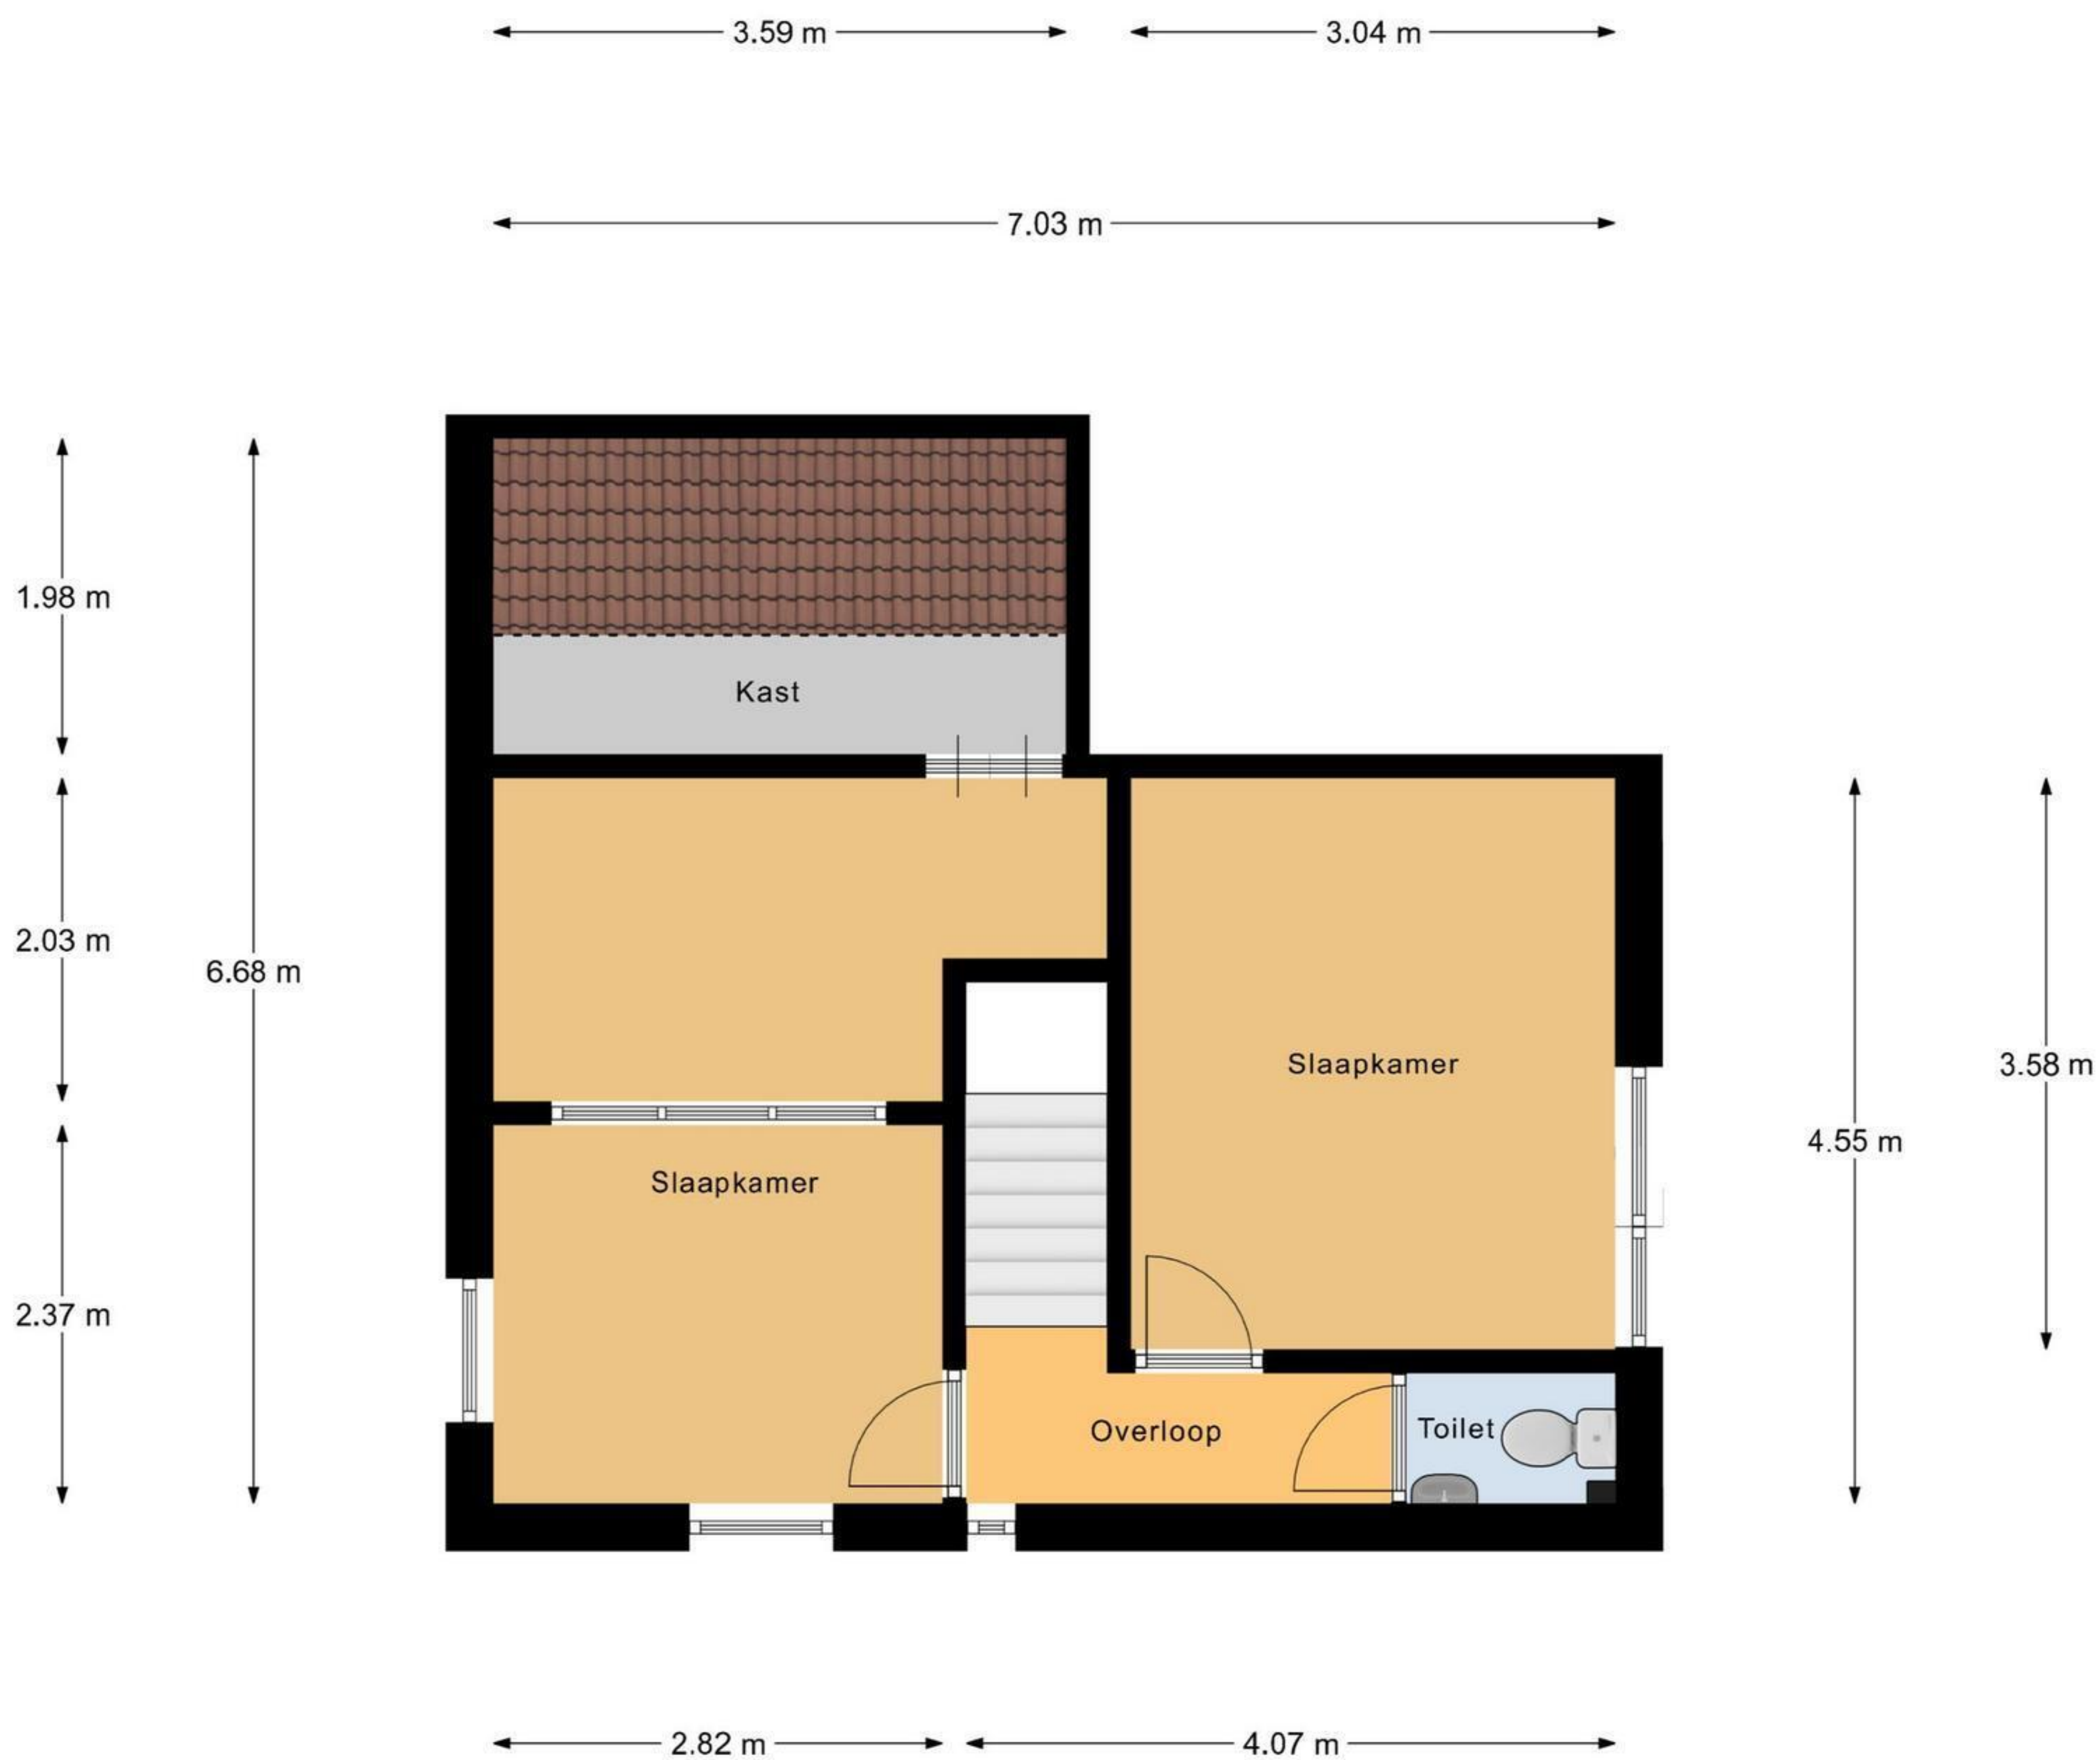 3.59 m
3.04 m
7.03 m
1.98 m
Kast
2.03 m
6.68 m
Slaapkamer
3.58 m
4.55 m
Slaapkamer
2.37 m
Overloop
Toilet
2.82 m
4.07 m